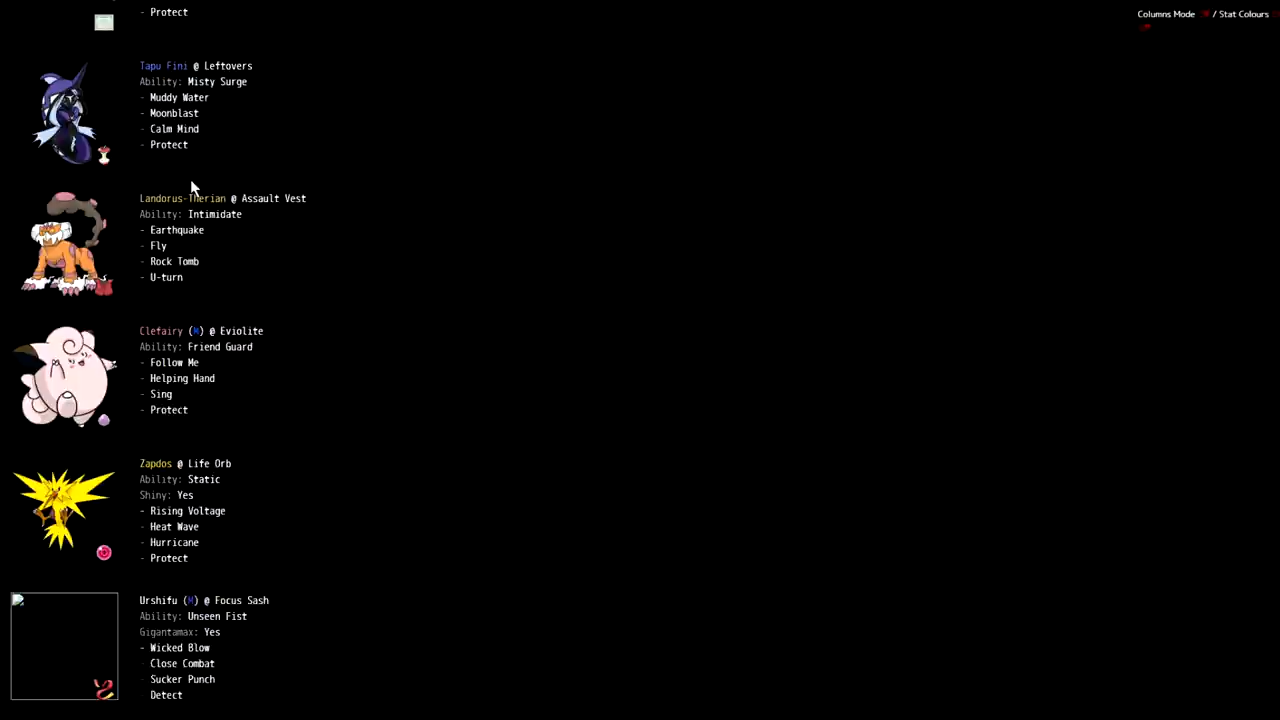 - Protect
Columns Mode / Stat Colours
Tapu Fini @ Leftovers
Ability: Misty Surge
- Muddy Water
- Moonblast
- Calm Mind
- Protect
Landorus-Therian @ Assault Vest
Ability: Intimidate
- Earthquake
- Fly
- Rock Tomb
- U-turn
Clefairy (M) @ Eviolite
Ability: Friend Guard
- Follow Me
- Helping Hand
- Sing
- Protect
Zapdos @ Life Orb
Ability: Static
Shiny: Yes
- Rising Voltage
- Heat Wave
- Hurricane
- Protect
Urshifu (M) @ Focus Sash
Ability: Unseen Fist
Gigantamax: Yes
- Wicked Blow
- Close Combat
- Sucker Punch
- Detect